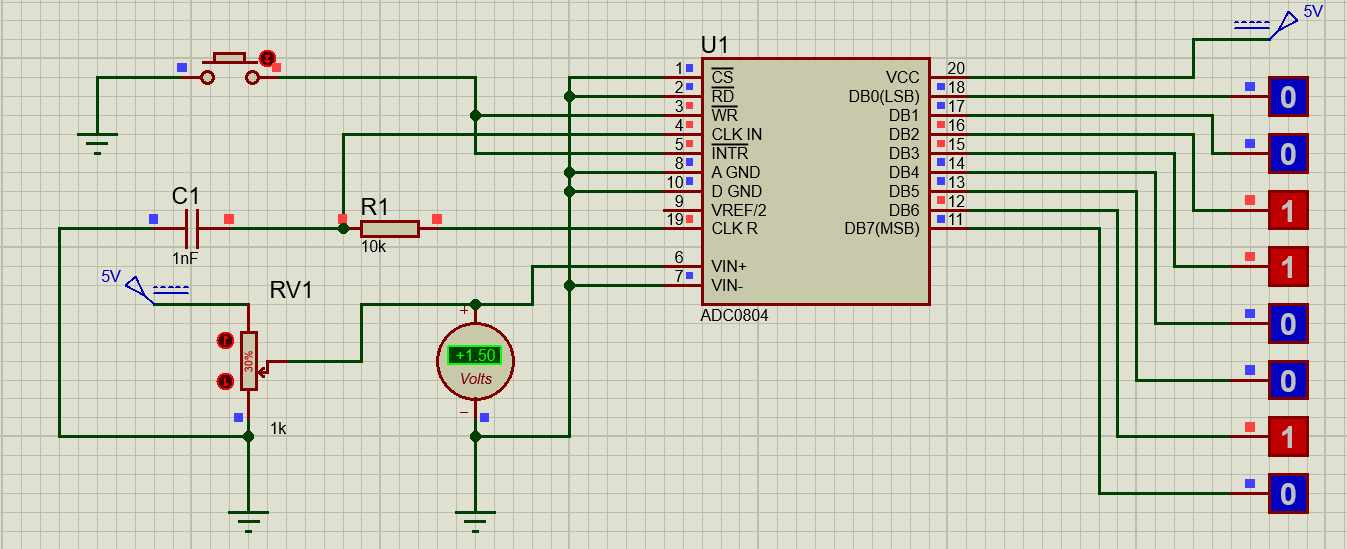 5V
U1
1 CS VCC 20
2 RD DB0(LSB) 18 0
3 WR DB1 17
4 CLK IN DB2 16
5 INTR DB3 15 0
8 A GND DB4 14
10 D GND DB5 13
9 VREF/2 DB6 12 1
19 CLK R DB7(MSB) 11
C1
R1
10k
1nF
6 VIN+ 1
7 VIN-
5V
RV1
ADC0804
+
0
30%
+1.50
Volts
0
−
1k
1
0